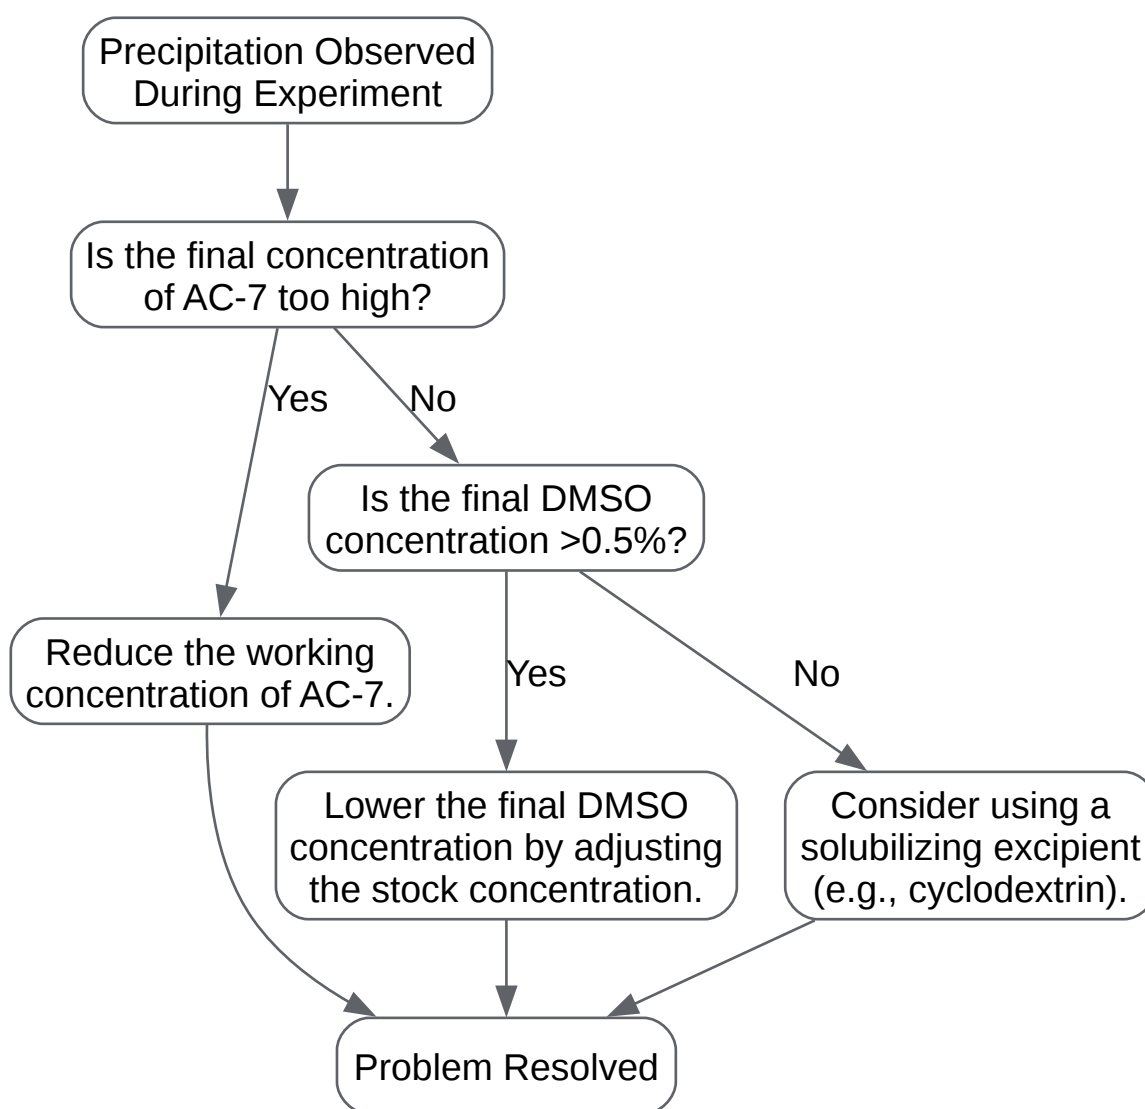 Precipitation Observed
During Experiment
Is the final concentration
of AC-7 too high?
Yes
No
Is the final DMSO
concentration >0.5%?
Reduce the working
concentration of AC-7.
Yes
No
Lower the final DMSO
concentration by adjusting
the stock concentration.
Consider using a
solubilizing excipient
(e.g., cyclodextrin).
Problem Resolved